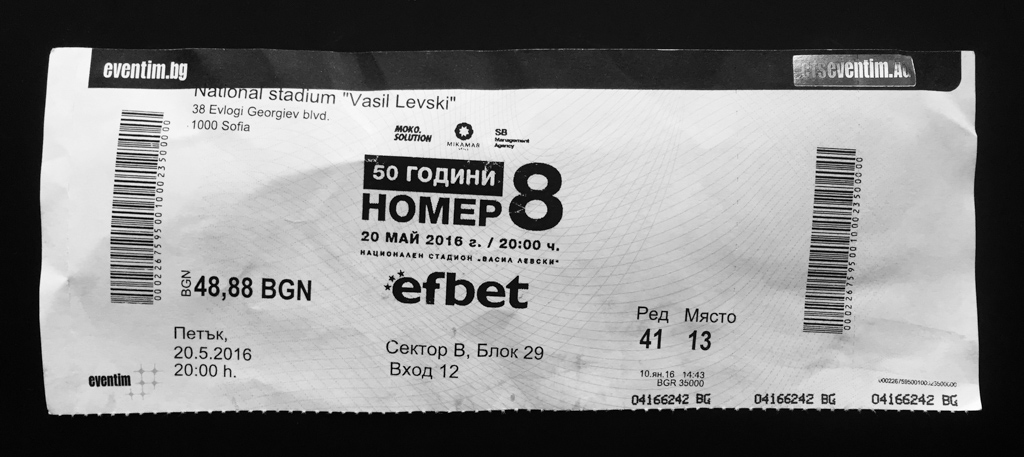 eventim.bg
National stadium "Vasil Levski"
38 Evlogi Georgiev blvd.
1000 Sofia
MOKO.
SOLUTION
MIKAMAR
SB
Management
Agency
50 ГОДИНИ
НОМЕР 8
20 МАЙ 2016 г. / 20:00 ч.
НАЦИОНАЛЕН СТАДИОН „ВАСИЛ ЛЕВСКИ“
efbet
BGN
48,88 BGN
Петък,
20.5.2016
20:00 h.
Сектор В, Блок 29
Вход 12
Ред Място
41 13
10.ян.16 14:43
BGR 35000
eventim
04166242 BG 04166242 BG 04166242 BG